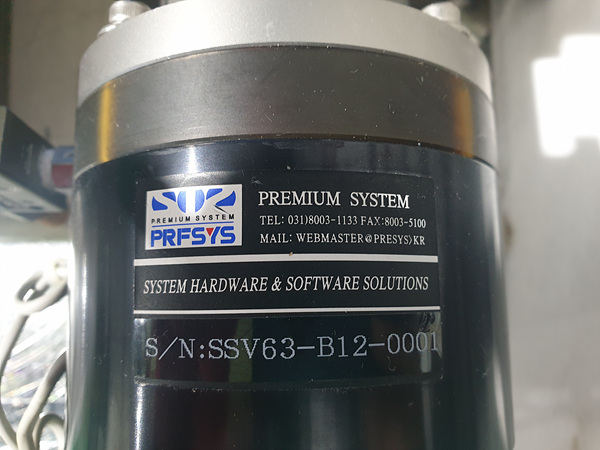 PREMIUM SYSTEM
PRFSYS
PREMIUM SYSTEM
TEL: 031)8003-1133 FAX:8003-5100
MAIL: WEBMASTER@PRESYS)KR
SYSTEM HARDWARE & SOFTWARE SOLUTIONS
S/N:SSV63-B12-0001